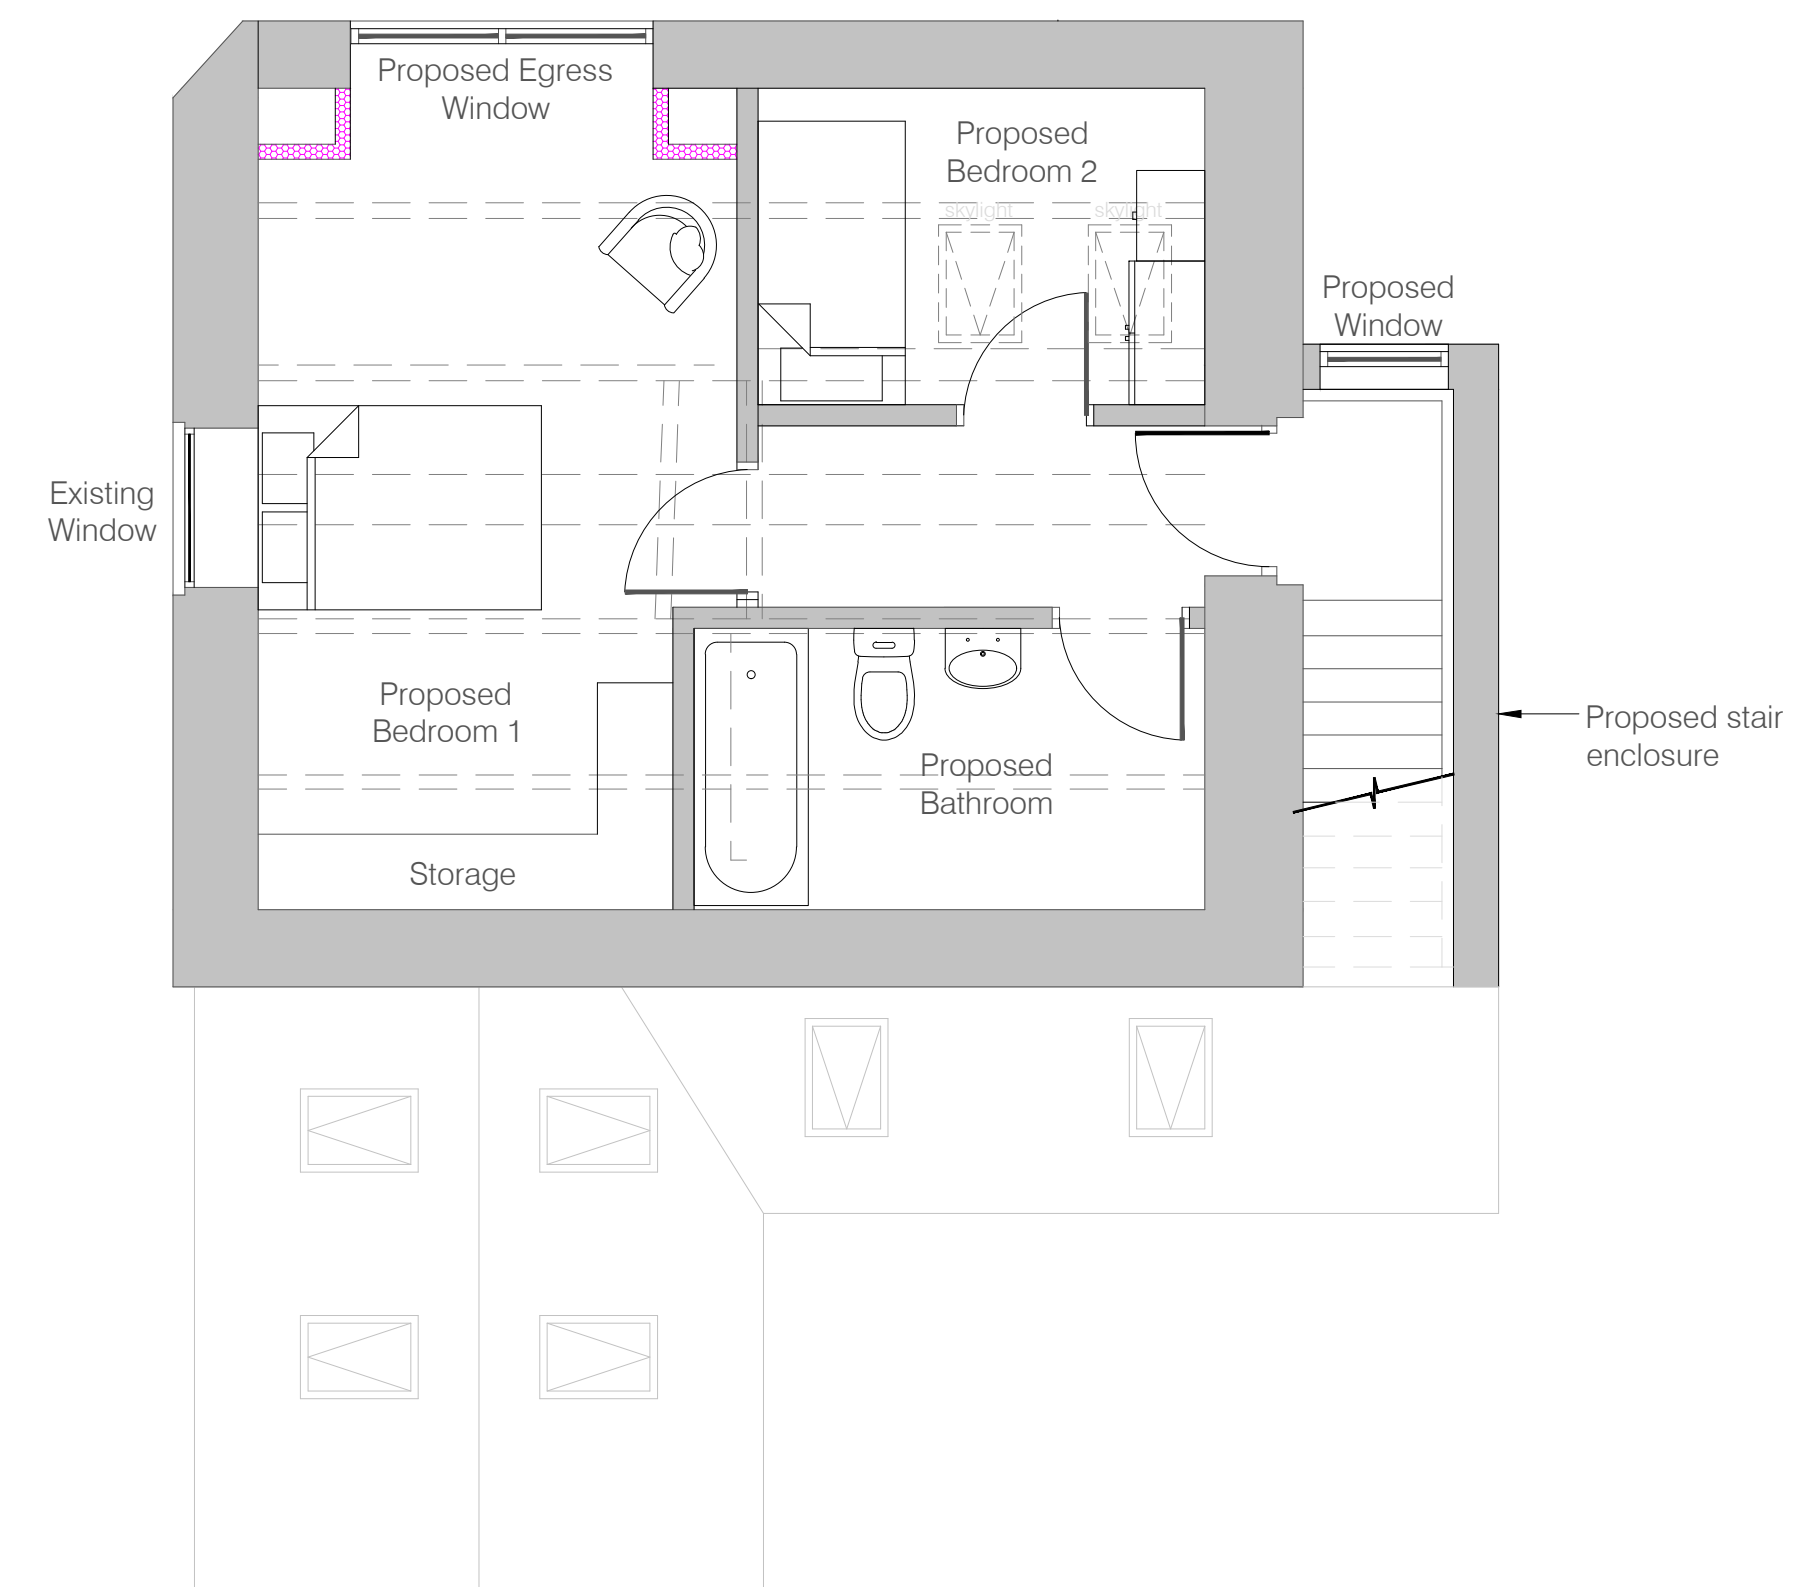 Proposed Egress
Window
Proposed
Bedroom 2
skylight
skylight
Proposed
Window
Existing
Window
Proposed
Bedroom 1
Proposed
Bathroom
Proposed stair
enclosure
Storage